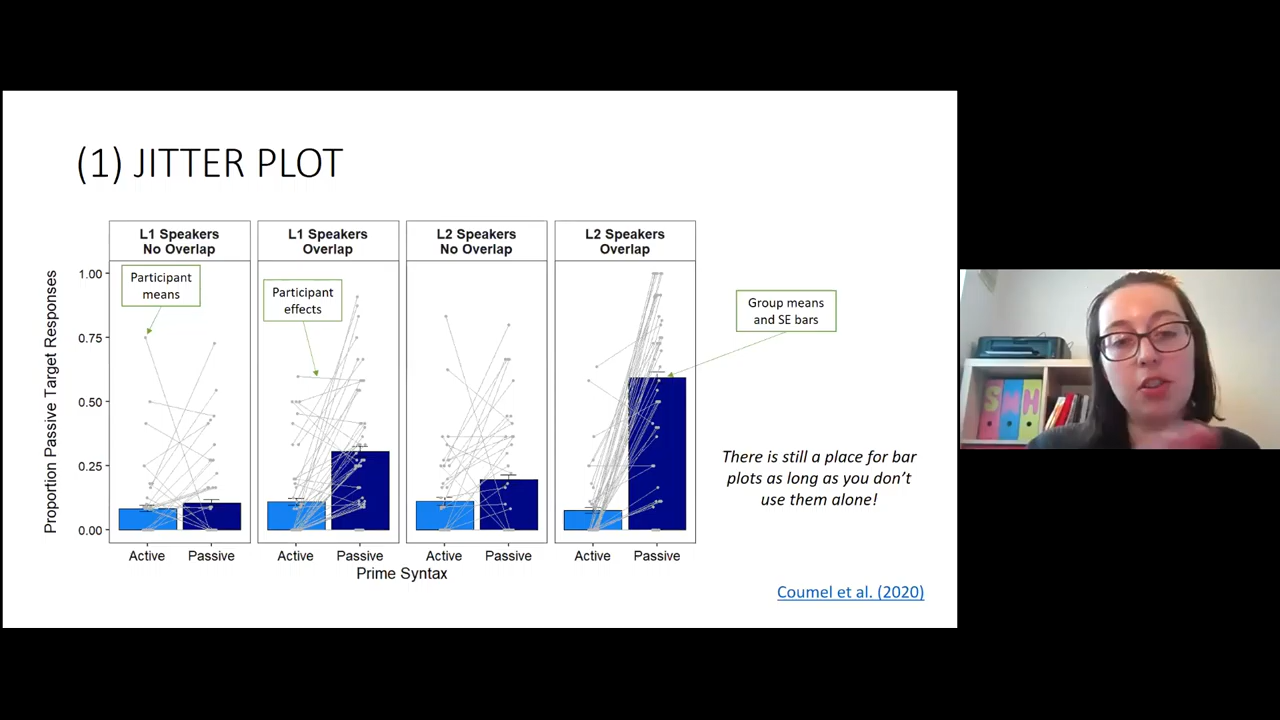 (1) JITTER PLOT
L1 Speakers
No Overlap
L1 Speakers
Overlap
L2 Speakers
No Overlap
L2 Speakers
Overlap
Proportion Passive Target Responses
1.00
0.75
0.50
0.25
0.00
Participant
means
Participant
effects
Group means
and SE bars
Active
Passive
Active
Passive
Active
Passive
Active
Passive
Prime Syntax
There is still a place for bar
plots as long as you don't
use them alone!
Coumel et al. (2020)
SMH